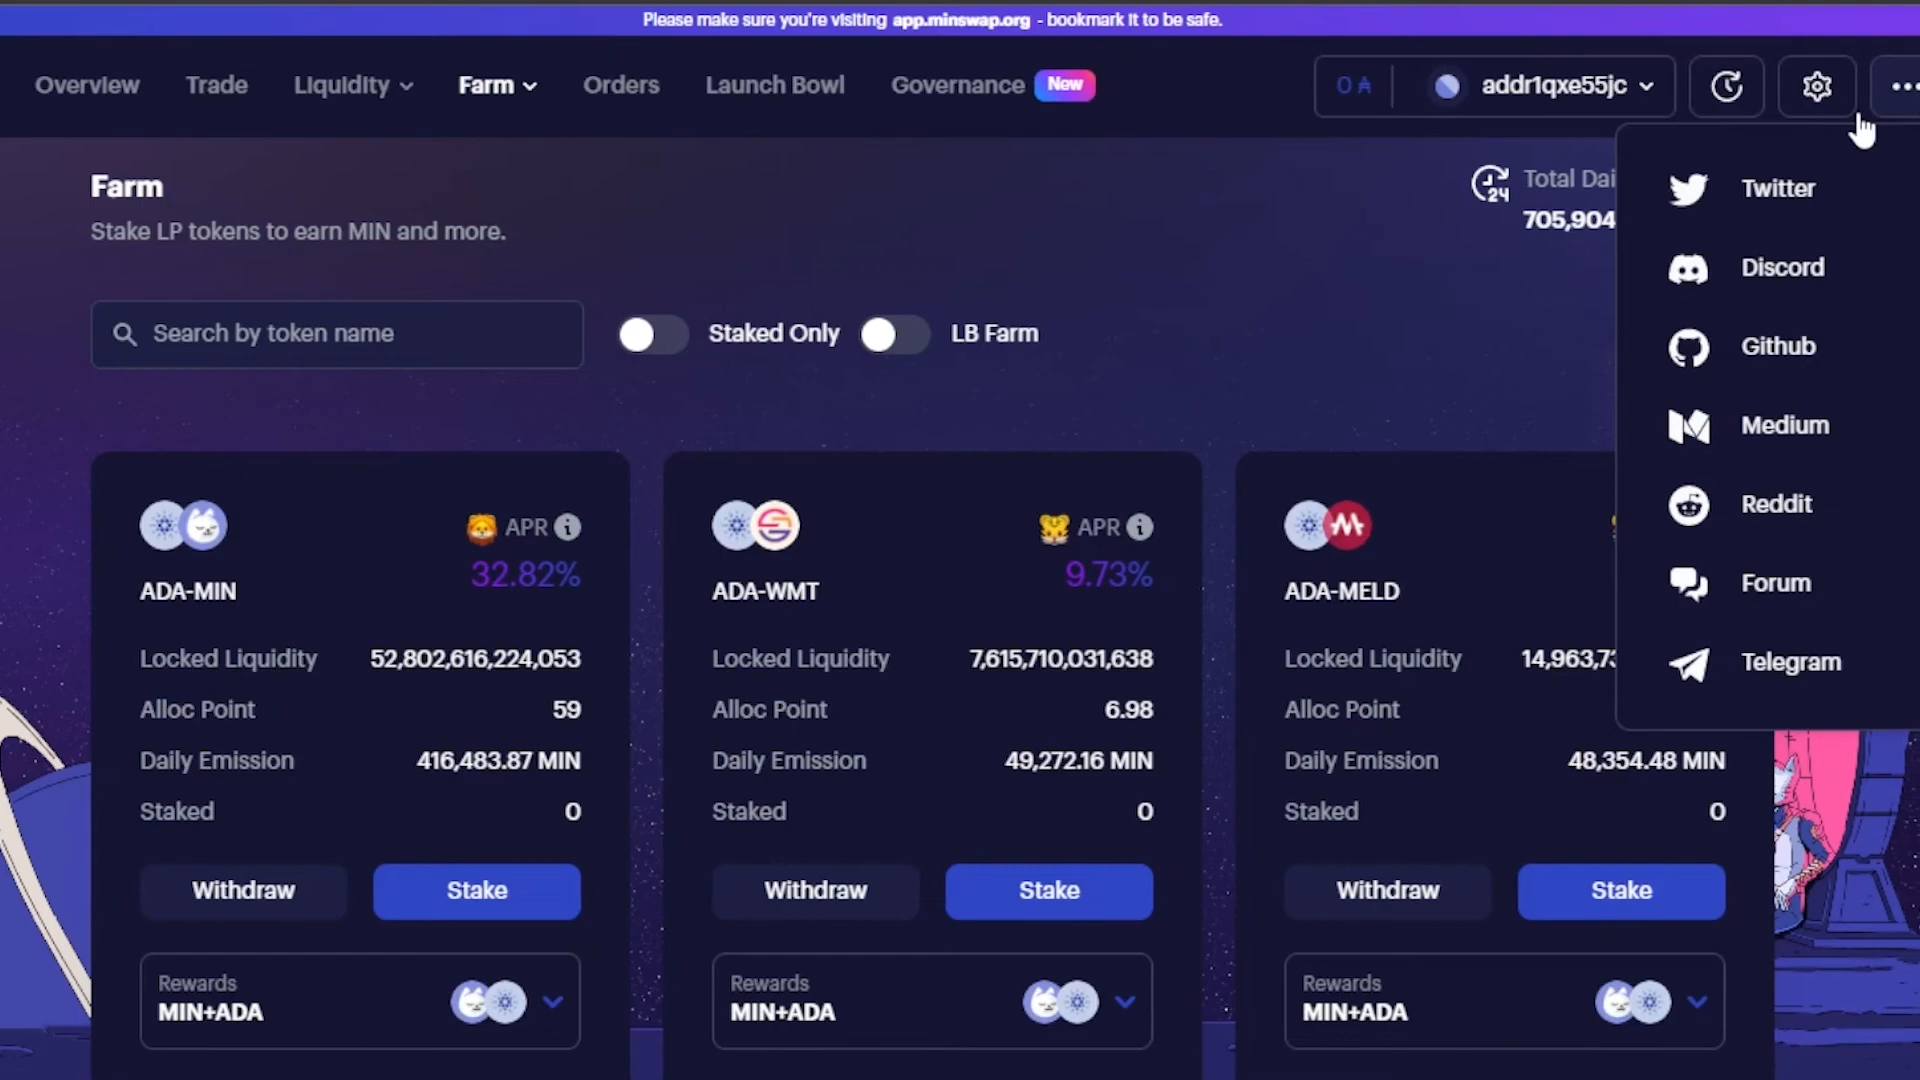 Please make sure you're visiting app.minswap.org - bookmark it to be safe.
Overview Trade Liquidity Farm Orders Launch Bowl Governance New 0 ₳ addr1qxe55jc
Farm
Stake LP tokens to earn MIN and more.
24 Total Dai
705,904
Search by token name Staked Only LB Farm
Twitter
Discord
Github
Medium
Reddit
Forum
Telegram
APR
32.82%
ADA-MIN
Locked Liquidity 52,802,616,224,053
Alloc Point 59
Daily Emission 416,483.87 MIN
Staked 0
Withdraw Stake
Rewards
MIN+ADA
APR
9.73%
ADA-WMT
Locked Liquidity 7,615,710,031,638
Alloc Point 6.98
Daily Emission 49,272.16 MIN
Staked 0
Withdraw Stake
Rewards
MIN+ADA
ADA-MELD
Locked Liquidity 14,963,73
Alloc Point
Daily Emission 48,354.48 MIN
Staked 0
Withdraw Stake
Rewards
MIN+ADA